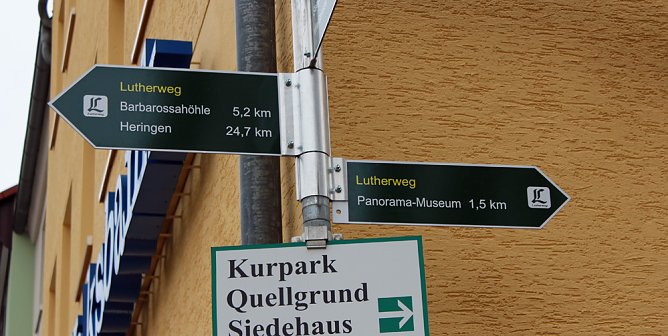 Lutherweg
Barbarossahöhle 5,2 km
Heringen 24,7 km
Lutherweg
Panorama-Museum 1,5 km
Kurpark
Quellgrund
Siedehaus